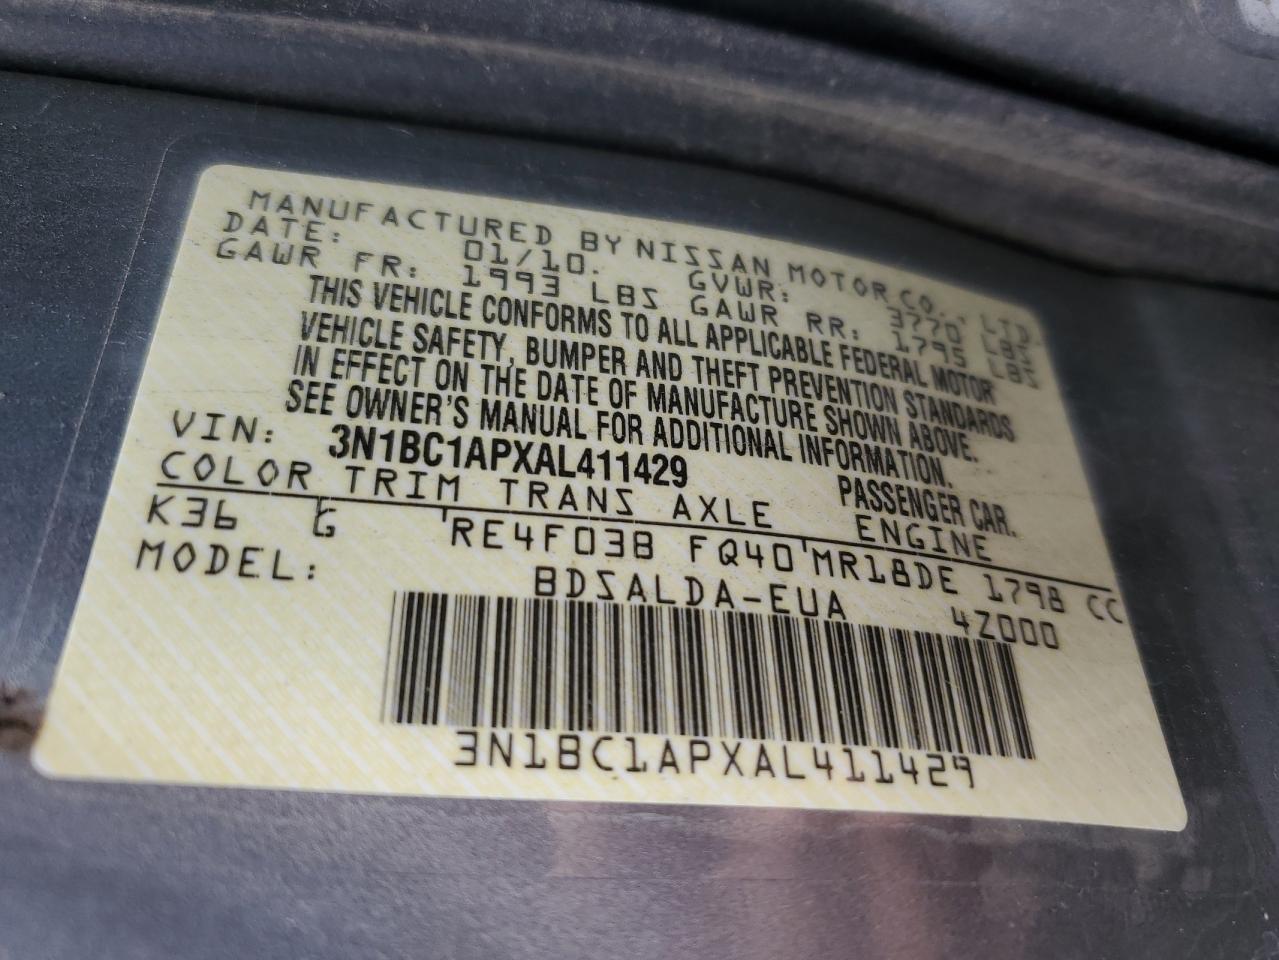 MANUFACTURED BY NISSAN MOTOR CO., LTD.
DATE: 01/10. GVWR: 3770 LBS
GAWR FR: 1993 LBS GAWR RR: 1795 LBS
THIS VEHICLE CONFORMS TO ALL APPLICABLE FEDERAL MOTOR
VEHICLE SAFETY, BUMPER AND THEFT PREVENTION STANDARDS
IN EFFECT ON THE DATE OF MANUFACTURE SHOWN ABOVE.
SEE OWNER'S MANUAL FOR ADDITIONAL INFORMATION.
VIN: 3N1BC1APXAL411429 PASSENGER CAR.
COLOR TRIM TRANS AXLE ENGINE
K36 G RE4F03B FQ40 MR18DE 1798 CC
MODEL: BDSALDA-EUA 4Z000
3N1BC1APXAL411429